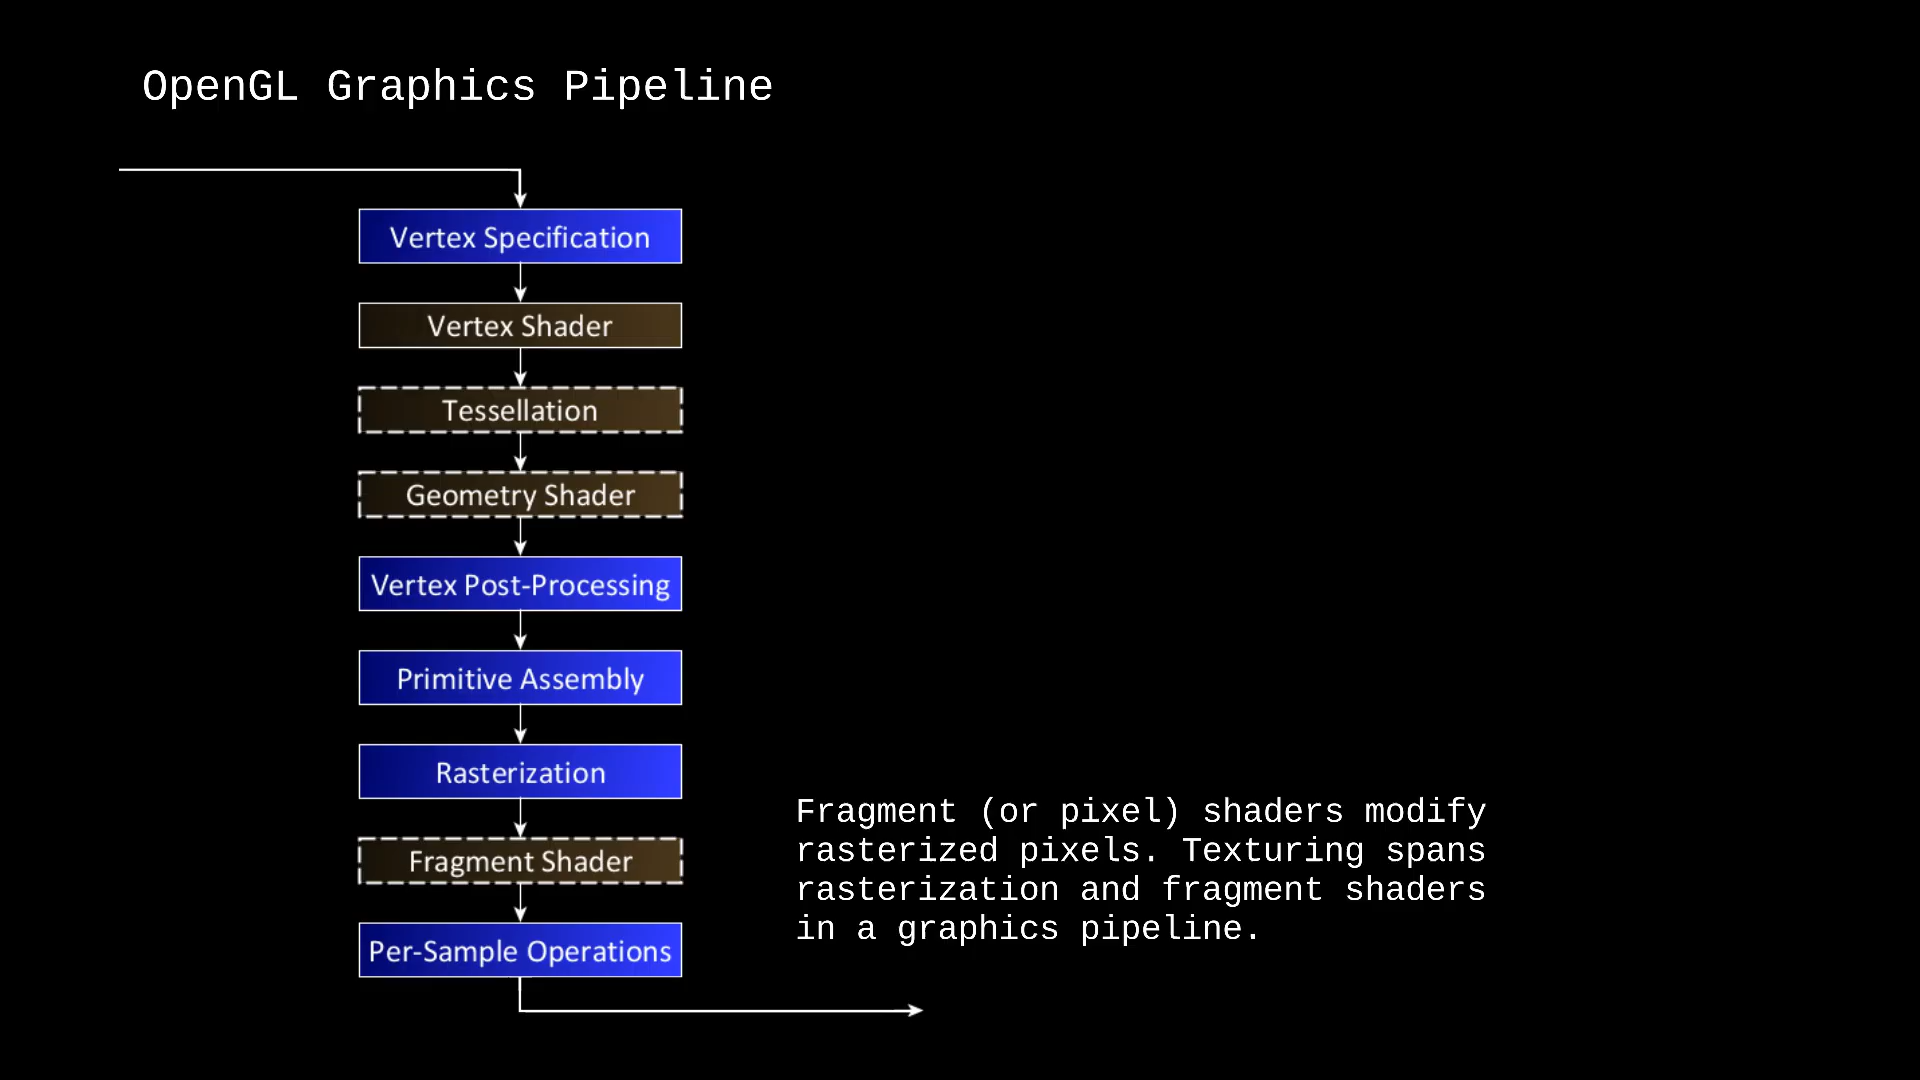 OpenGL Graphics Pipeline
Vertex Specification
Vertex Shader
Tessellation
Geometry Shader
Vertex Post-Processing
Primitive Assembly
Rasterization
Fragment Shader
Per-Sample Operations
Fragment (or pixel) shaders modify
rasterized pixels. Texturing spans
rasterization and fragment shaders
in a graphics pipeline.